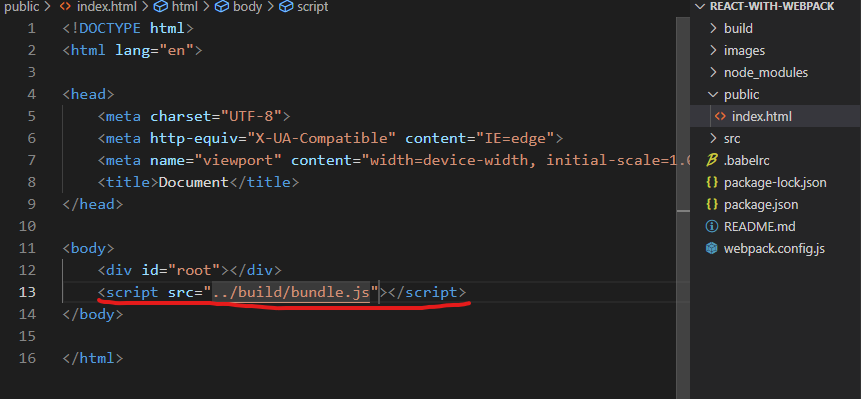 public > index.html > html > body > script
1 <!DOCTYPE html>
2 <html lang="en">
3
4 <head>
5 <meta charset="UTF-8">
6 <meta http-equiv="X-UA-Compatible" content="IE=edge">
7 <meta name="viewport" content="width=device-width, initial-scale=1.0
8 <title>Document</title>
9 </head>
10
11 <body>
12 <div id="root"></div>
13 <script src="../build/bundle.js"></script>
14 </body>
15
16 </html>
REACT-WITH-WEBPACK
build
images
node_modules
public
index.html
src
.babelrc
package-lock.json
package.json
README.md
webpack.config.js